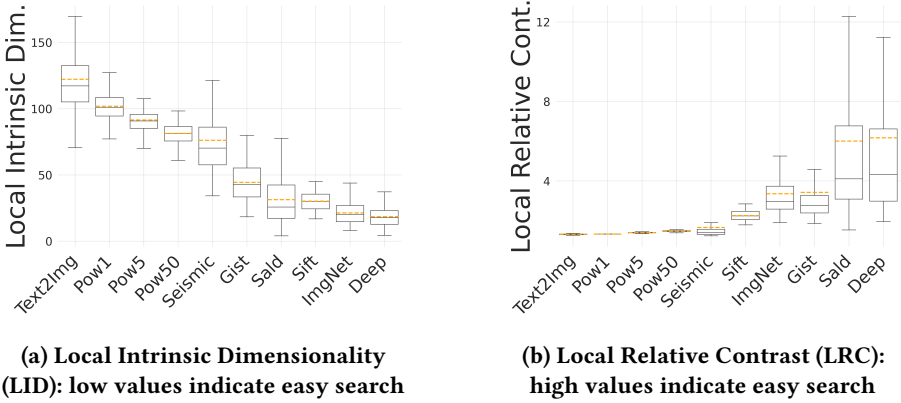 Local Intrinsic Dim.
150
100
50
0
Text2Img
Pow1
Pow5
Pow50
Seismic
Gist
Sald
Sift
ImgNet
Deep
(a) Local Intrinsic Dimensionality
(LID): low values indicate easy search
Local Relative Cont.
12
8
4
Text2Img
Pow1
Pow5
Pow50
Seismic
Sift
ImgNet
Gist
Sald
Deep
(b) Local Relative Contrast (LRC):
high values indicate easy search